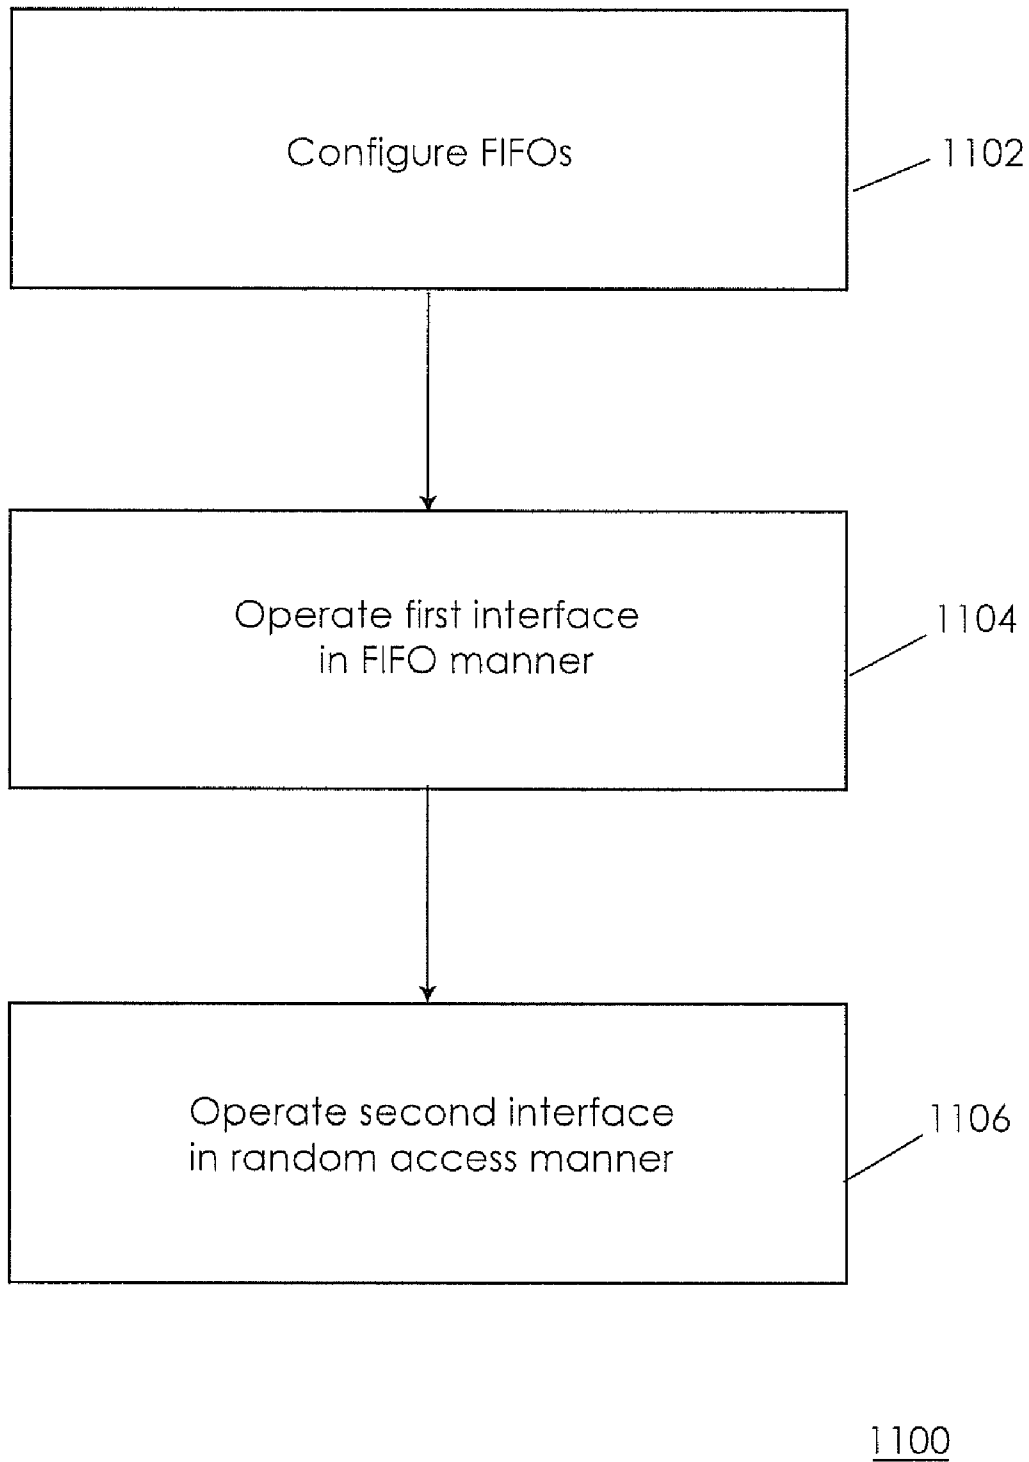 Configure FIFOs
1102
Operate first interface
in FIFO manner
1104
Operate second interface
in random access manner
1106
1100